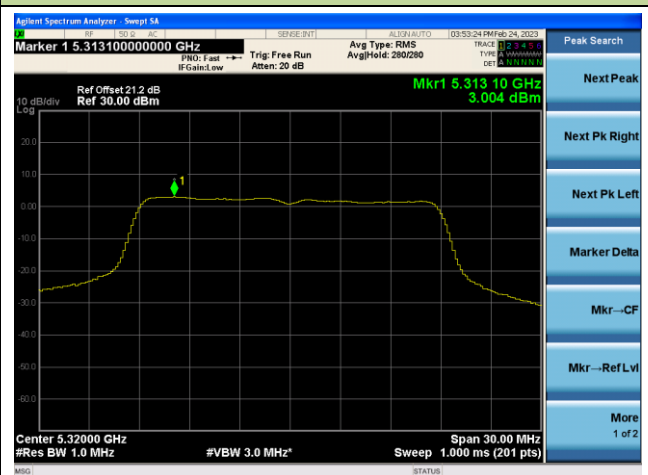 Agilent Spectrum Analyzer - Swept SA
RF 50 Ω AC SENSE:INT ALIGN AUTO 03:53:24 PM Feb 24, 2023
Marker 1 5.313100000000 GHz
PNO: Fast
IFGain:Low
Trig: Free Run
Atten: 20 dB
Avg Type: RMS
Avg|Hold: 280/280
TRACE 1 2 3 4 5 6
TYPE A WWWWW
DET A N N N N N
Peak Search
Next Peak
Next Pk Right
Next Pk Left
Marker Delta
Mkr→CF
Mkr→Ref Lvl
More
1 of 2
Mkr1 5.313 10 GHz
3.004 dBm
Ref Offset 21.2 dB
10 dB/div Ref 30.00 dBm
Log
1
20.0
10.0
0.00
-10.0
-20.0
-30.0
-40.0
-50.0
-60.0
Center 5.32000 GHz Span 30.00 MHz
#Res BW 1.0 MHz #VBW 3.0 MHz* Sweep 1.000 ms (201 pts)
MSG STATUS